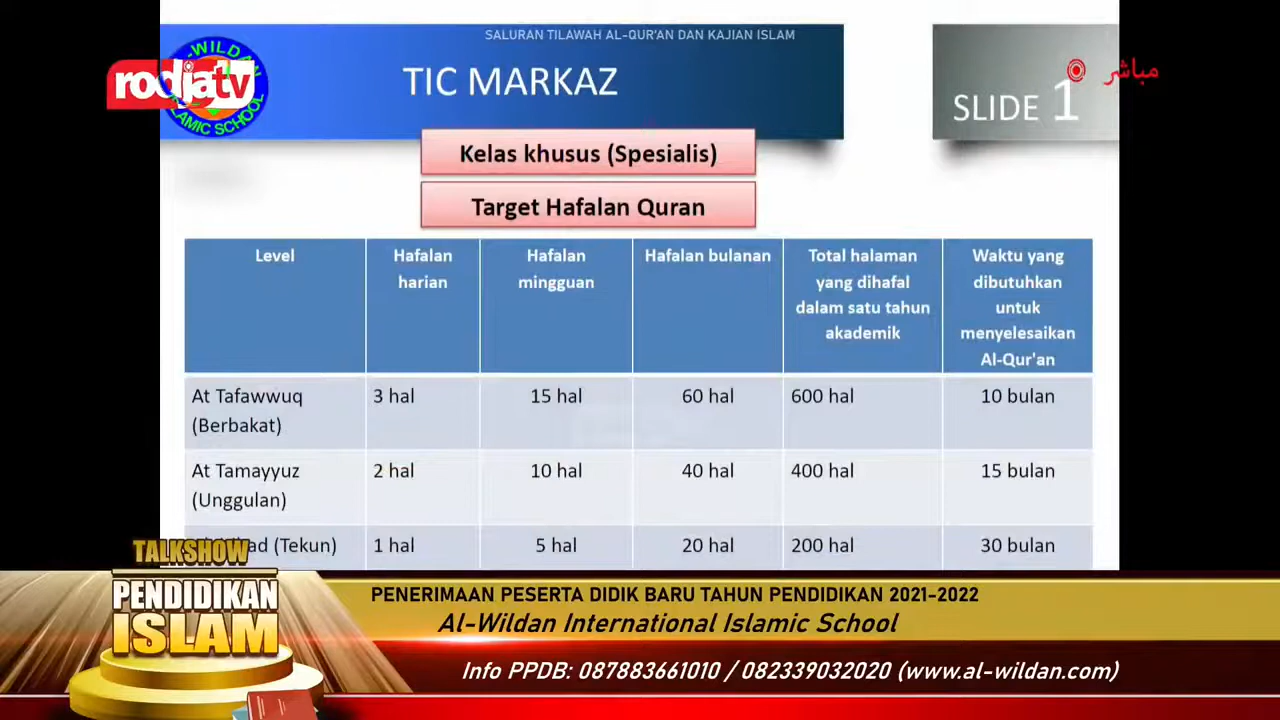 SALURAN TILAWAH AL-QUR'AN DAN KAJIAN ISLAM
rodjatv
-WILDAN
ISLAMIC SCHOOL
TIC MARKAZ
SLIDE 1
مباشر
Kelas khusus (Spesialis)
Target Hafalan Quran
Level
Hafalan
harian
Hafalan
mingguan
Hafalan bulanan
Total halaman
yang dihafal
dalam satu tahun
akademik
Waktu yang
dibutuhkan
untuk
menyelesaikan
Al-Qur'an
At Tafawwuq
(Berbakat)
3 hal
15 hal
60 hal
600 hal
10 bulan
At Tamayyuz
(Unggulan)
2 hal
10 hal
40 hal
400 hal
15 bulan
(Tekun)
1 hal
5 hal
20 hal
200 hal
30 bulan
TALKSHOW
PENDIDIKAN
ISLAM
PENERIMAAN PESERTA DIDIK BARU TAHUN PENDIDIKAN 2021-2022
Al-Wildan International Islamic School
Info PPDB: 087883661010 / 082339032020 (www.al-wildan.com)